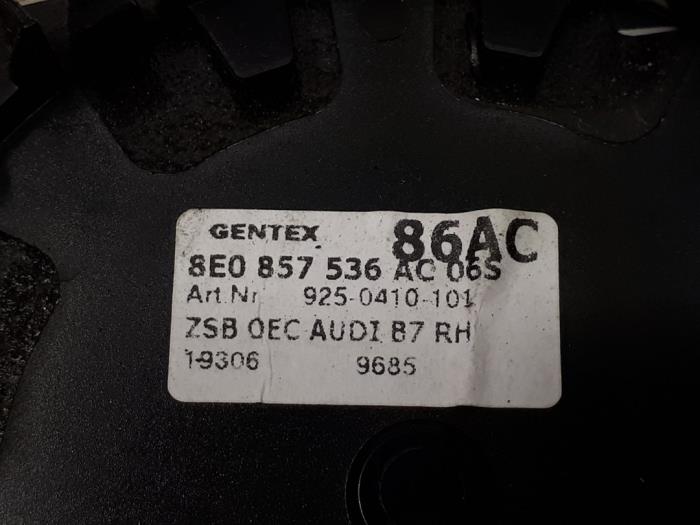 GENTEX 86AC
8E0 857 536 AC 06S
Art.Nr 925-0410-101
ZSB OEC AUDI B7 RH
19306 9685